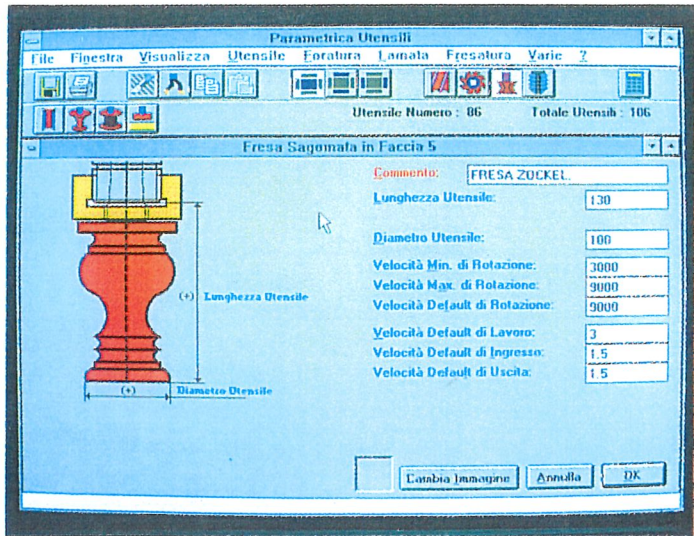 Parametrica Utensili
File Finestra Visualizza Utensile Foratura Lamata Fresatura Varie ?
Utensile Numero : 86 Totale Utensili : 106
Fresa Sagomata in Faccia 5
Commento: FRESA ZOCKEL.
Lunghezza Utensile: 130
Diametro Utensile: 100
Velocità Min. di Rotazione: 3000
Velocità Max. di Rotazione: 9000
Velocità Default di Rotazione: 9000
Velocità Default di Lavoro: 3
Velocità Default di Ingresso: 1.5
Velocità Default di Uscita: 1.5
(+) Lunghezza Utensile
(+) Diametro Utensile
Cambia Immagine Annulla OK